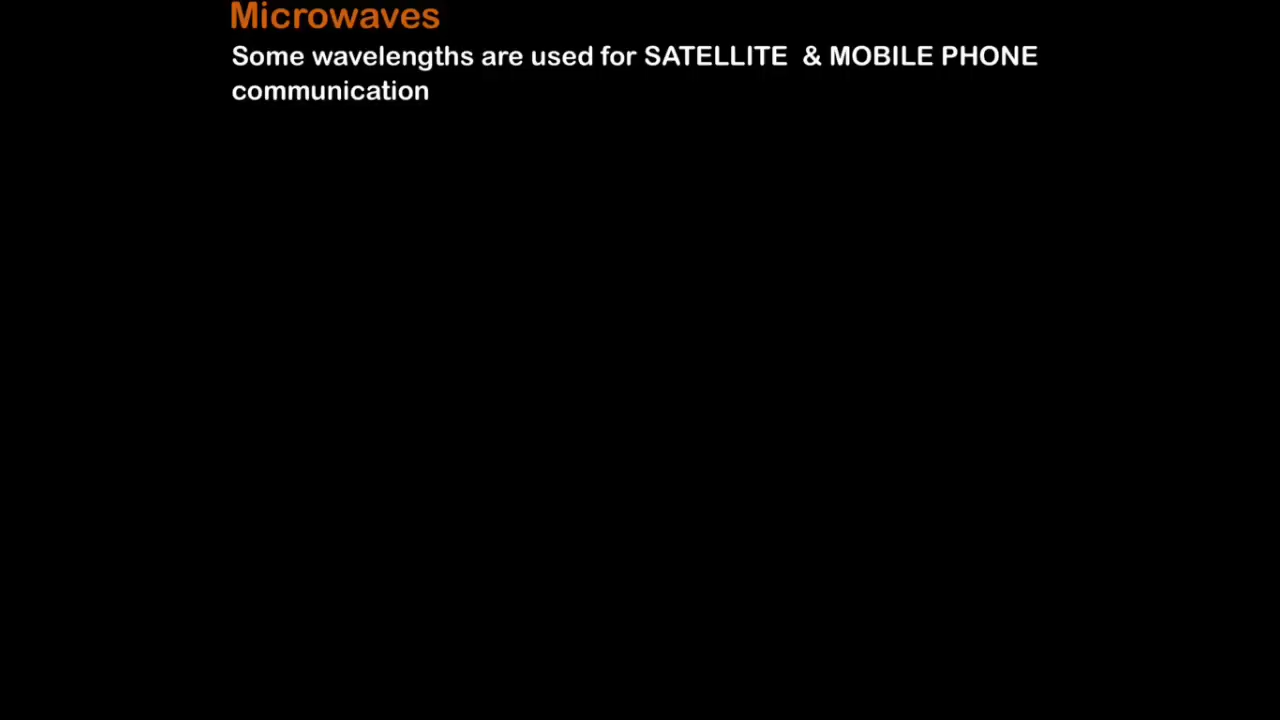 Microwaves
Some wavelengths are used for SATELLITE & MOBILE PHONE
communication